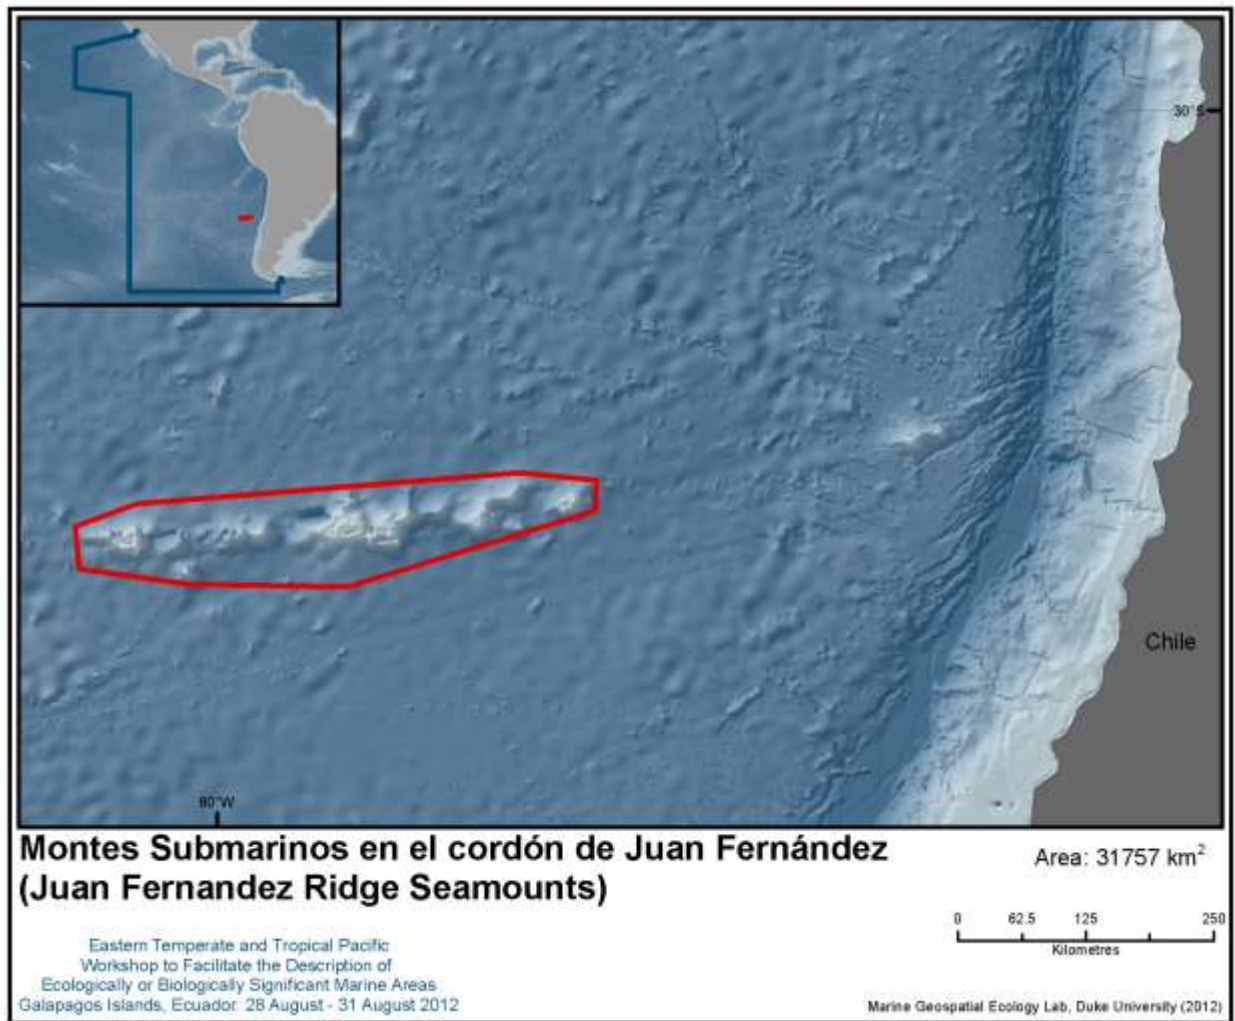 30°S
Chile
80°W
Montes Submarinos en el cordón de Juan Fernández
(Juan Fernandez Ridge Seamounts)
Area: 31757 km²
0 62.5 125 250
Kilometres
Eastern Temperate and Tropical Pacific
Workshop to Facilitate the Description of
Ecologically or Biologically Significant Marine Areas
Galapagos Islands, Ecuador 28 August - 31 August 2012
Marine Geospatial Ecology Lab, Duke University (2012)